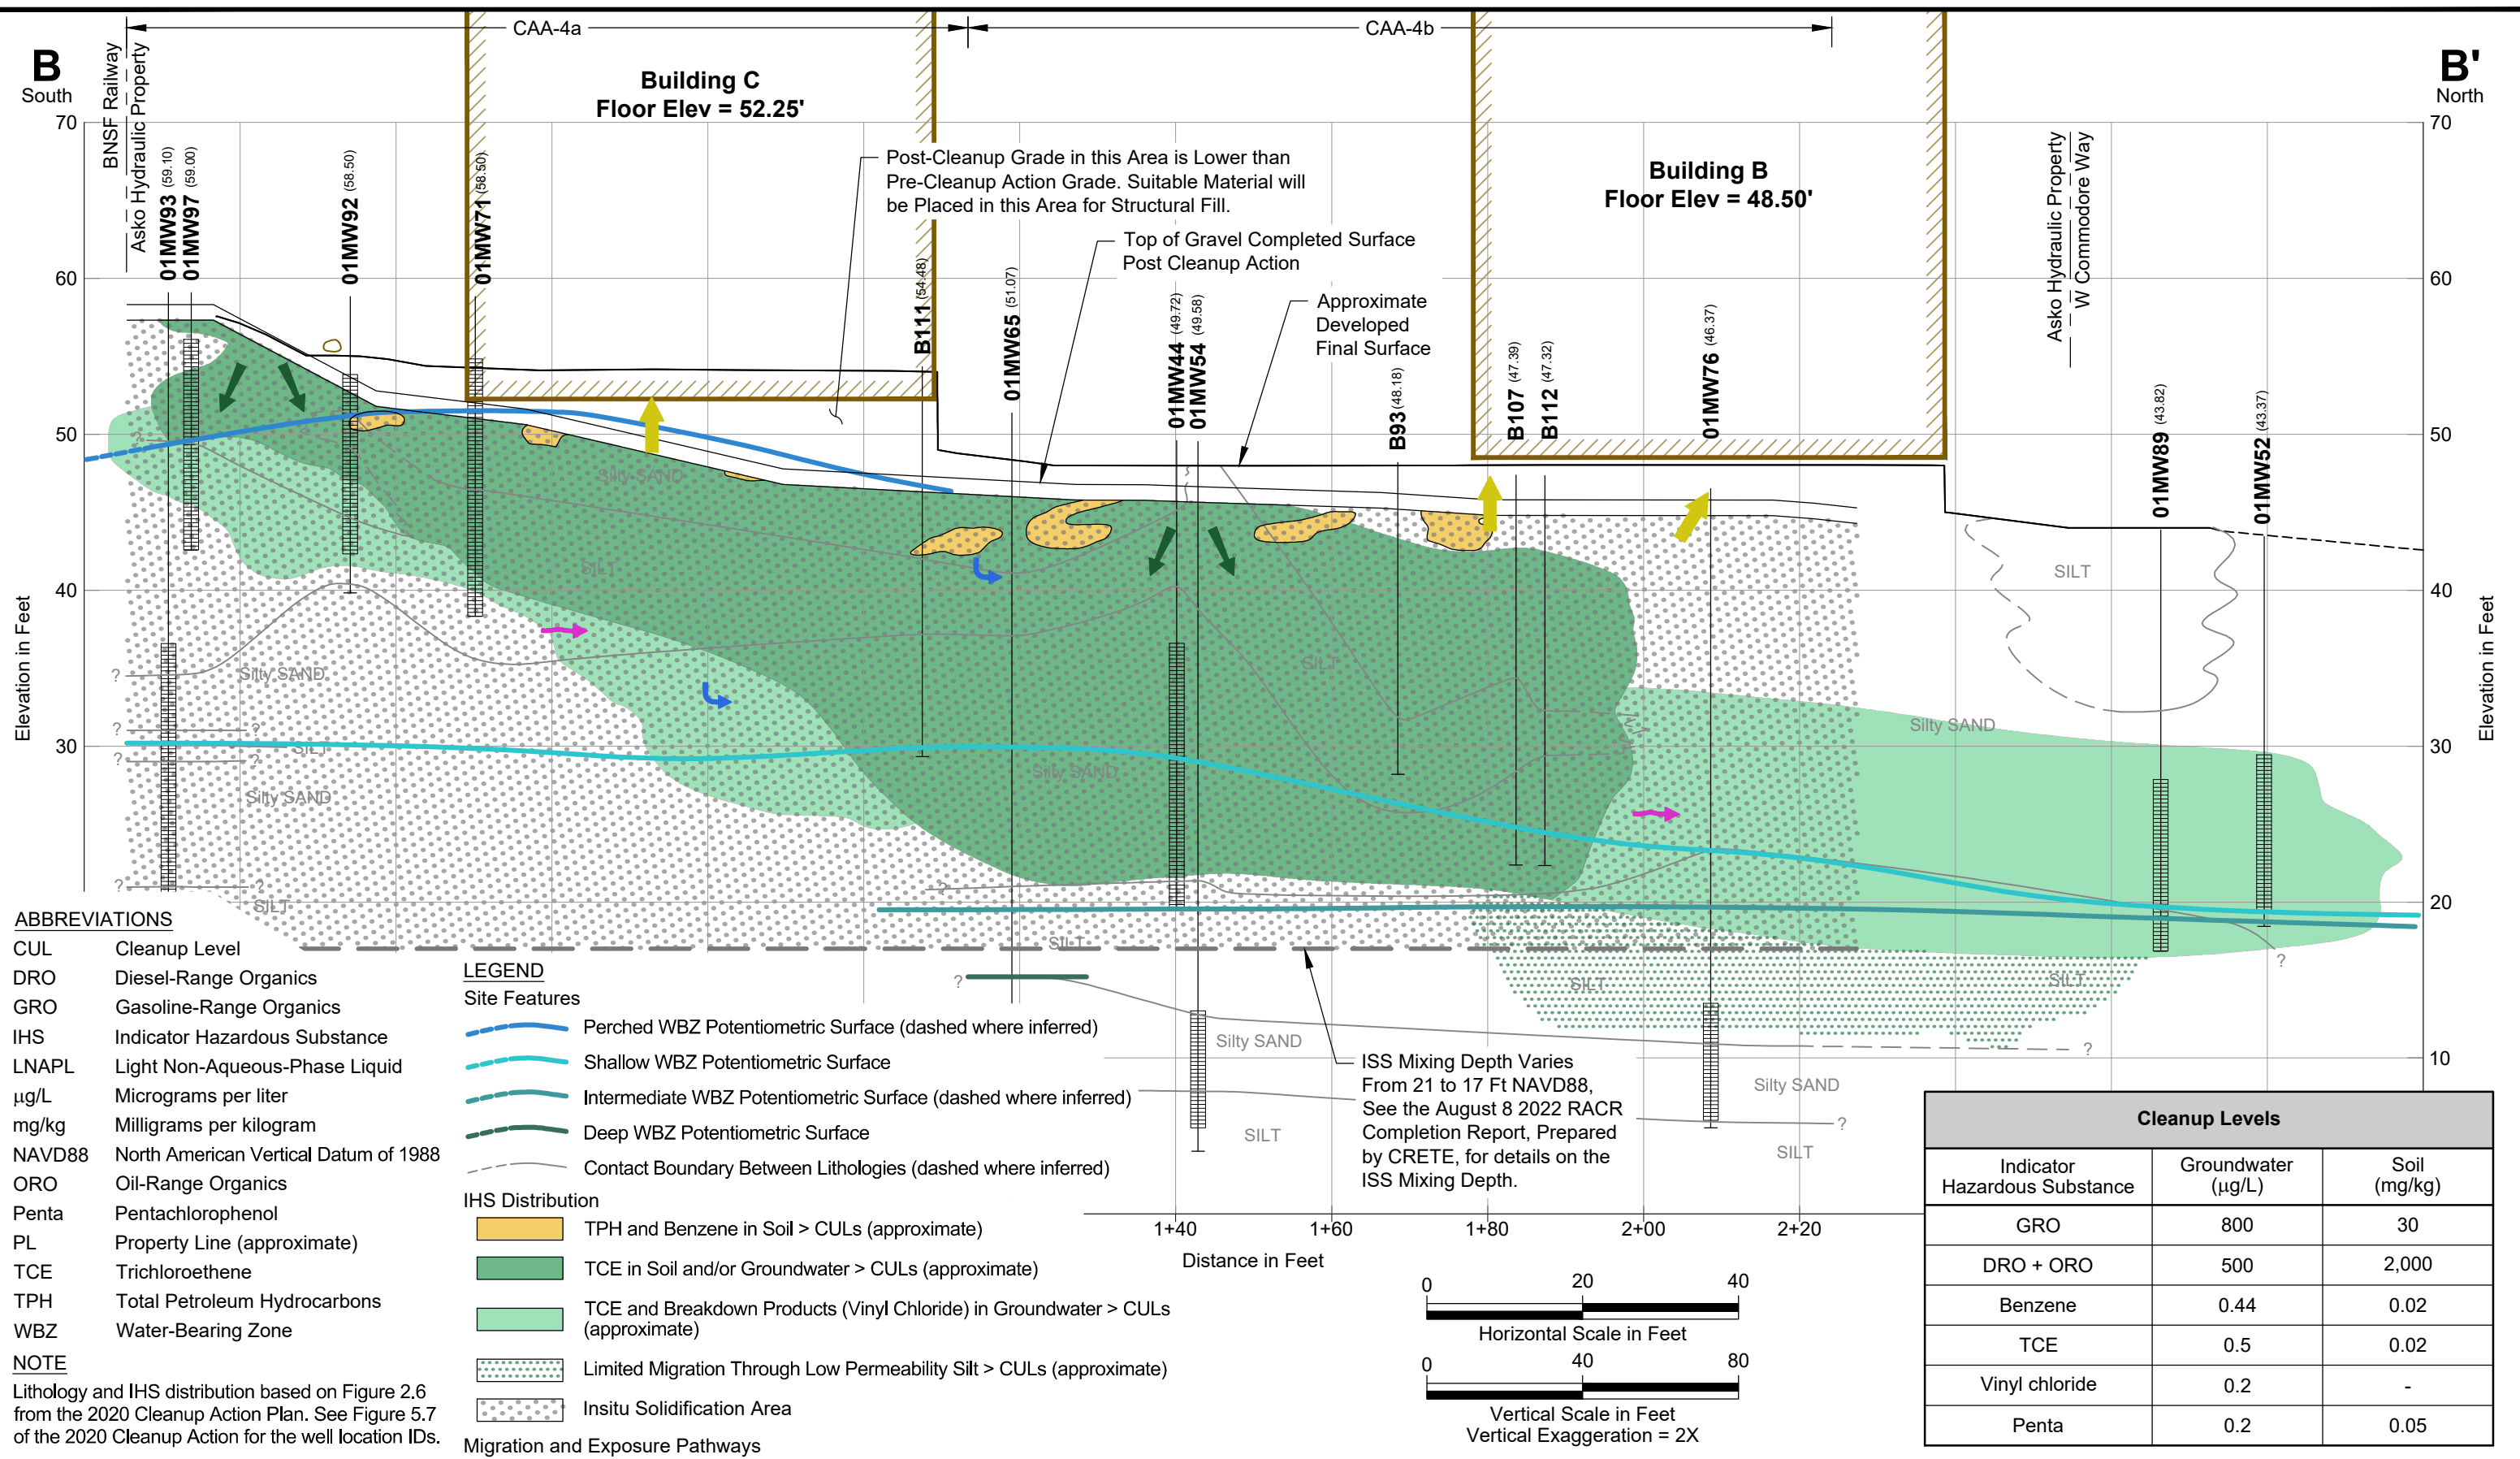 CAA-4a
CAA-4b
B
South
B'
North
BNSF Railway
Asko Hydraulic Property
Building C
Floor Elev = 52.25'
Building B
Floor Elev = 48.50'
Asko Hydraulic Property
W Commodore Way
Post-Cleanup Grade in this Area is Lower than
Pre-Cleanup Action Grade. Suitable Material will
be Placed in this Area for Structural Fill.
Top of Gravel Completed Surface
Post Cleanup Action
Approximate
Developed
Final Surface
01MW93 (59.10)
01MW97 (59.00)
01MW92 (58.50)
01MW71 (58.50)
B111 (54.48)
01MW65 (51.07)
01MW44 (49.72)
01MW54 (49.58)
B93 (48.18)
B107 (47.39)
B112 (47.32)
01MW76 (46.37)
01MW89 (43.82)
01MW52 (43.37)
70
60
50
40
30
Elevation in Feet
70
60
50
40
30
20
10
Elevation in Feet
?
Silty SAND
SILT
SILT
SILT
?
Silty SAND
Silty SAND
?
?
SILT
?
?
Silty SAND
Silty SAND
?
?
?
SILT
SILT
?
SILT
SILT
?
?
Silty SAND
?
Silty SAND
?
SILT
SILT
ISS Mixing Depth Varies
From 21 to 17 Ft NAVD88,
See the August 8 2022 RACR
Completion Report, Prepared
by CRETE, for details on the
ISS Mixing Depth.
1+40
1+60
1+80
2+00
2+20
Distance in Feet
0 20 40
Horizontal Scale in Feet
0 40 80
Vertical Scale in Feet
Vertical Exaggeration = 2X
ABBREVIATIONS
CUL Cleanup Level
DRO Diesel-Range Organics
GRO Gasoline-Range Organics
IHS Indicator Hazardous Substance
LNAPL Light Non-Aqueous-Phase Liquid
µg/L Micrograms per liter
mg/kg Milligrams per kilogram
NAVD88 North American Vertical Datum of 1988
ORO Oil-Range Organics
Penta Pentachlorophenol
PL Property Line (approximate)
TCE Trichloroethene
TPH Total Petroleum Hydrocarbons
WBZ Water-Bearing Zone
NOTE
Lithology and IHS distribution based on Figure 2.6
from the 2020 Cleanup Action Plan. See Figure 5.7
of the 2020 Cleanup Action for the well location IDs.
LEGEND
Site Features
Perched WBZ Potentiometric Surface (dashed where inferred)
Shallow WBZ Potentiometric Surface
Intermediate WBZ Potentiometric Surface (dashed where inferred)
Deep WBZ Potentiometric Surface
Contact Boundary Between Lithologies (dashed where inferred)
IHS Distribution
TPH and Benzene in Soil > CULs (approximate)
TCE in Soil and/or Groundwater > CULs (approximate)
TCE and Breakdown Products (Vinyl Chloride) in Groundwater > CULs
(approximate)
Limited Migration Through Low Permeability Silt > CULs (approximate)
Insitu Solidification Area
Migration and Exposure Pathways
Cleanup Levels
Indicator Hazardous Substance Groundwater (µg/L) Soil (mg/kg)
GRO 800 30
DRO + ORO 500 2,000
Benzene 0.44 0.02
TCE 0.5 0.02
Vinyl chloride 0.2 -
Penta 0.2 0.05